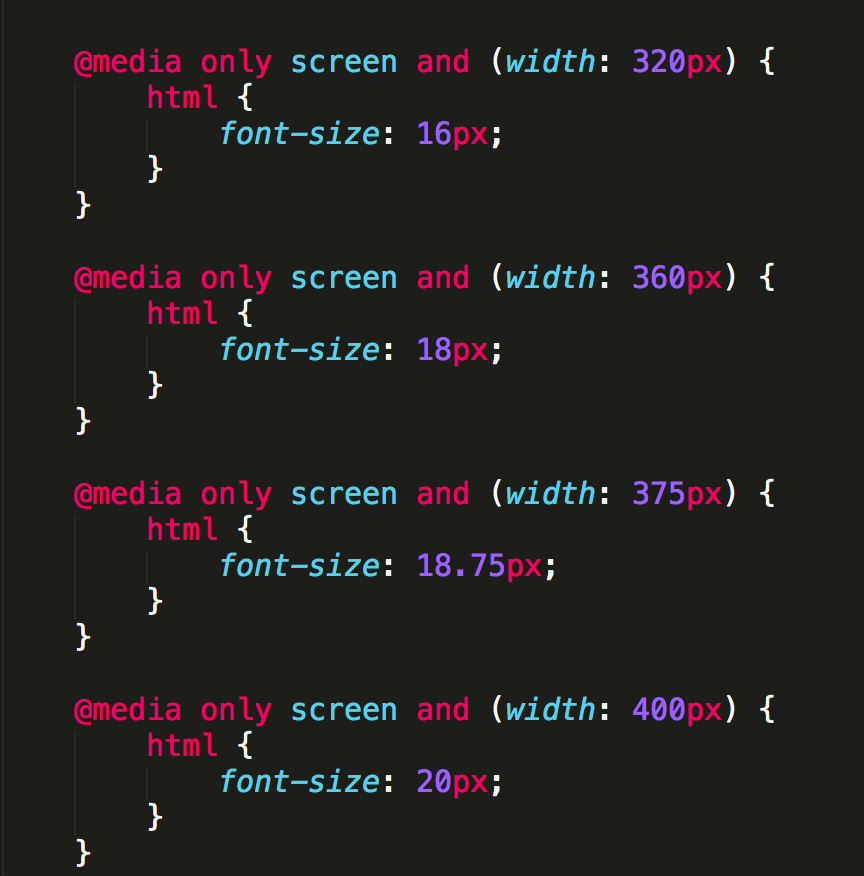 @media only screen and (width: 320px) {
    html {
        font-size: 16px;
    }
}

@media only screen and (width: 360px) {
    html {
        font-size: 18px;
    }
}

@media only screen and (width: 375px) {
    html {
        font-size: 18.75px;
    }
}

@media only screen and (width: 400px) {
    html {
        font-size: 20px;
    }
}